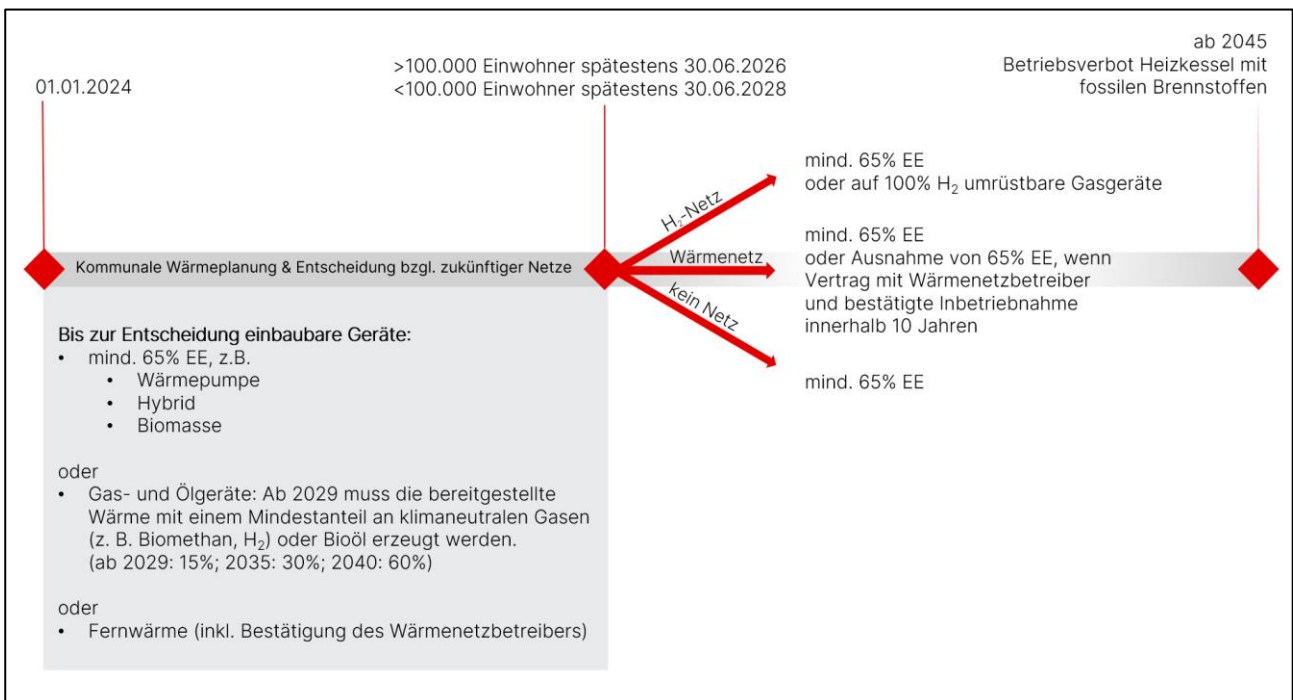 01.01.2024
>100.000 Einwohner spätestens 30.06.2026
<100.000 Einwohner spätestens 30.06.2028
ab 2045
Betriebsverbot Heizkessel mit
fossilen Brennstoffen
Kommunale Wärmeplanung & Entscheidung bzgl. zukünftiger Netze
H₂-Netz
Wärmenetz
kein Netz
mind. 65% EE
oder auf 100% H₂ umrüstbare Gasgeräte
mind. 65% EE
oder Ausnahme von 65% EE, wenn
Vertrag mit Wärmenetzbetreiber
und bestätigte Inbetriebnahme
innerhalb 10 Jahren
mind. 65% EE
Bis zur Entscheidung einbaubare Geräte:
• mind. 65% EE, z.B.
• Wärmepumpe
• Hybrid
• Biomasse
oder
• Gas- und Ölgeräte: Ab 2029 muss die bereitgestellte
Wärme mit einem Mindestanteil an klimaneutralen Gasen
(z. B. Biomethan, H₂) oder Bioöl erzeugt werden.
(ab 2029: 15%; 2035: 30%; 2040: 60%)
oder
• Fernwärme (inkl. Bestätigung des Wärmenetzbetreibers)